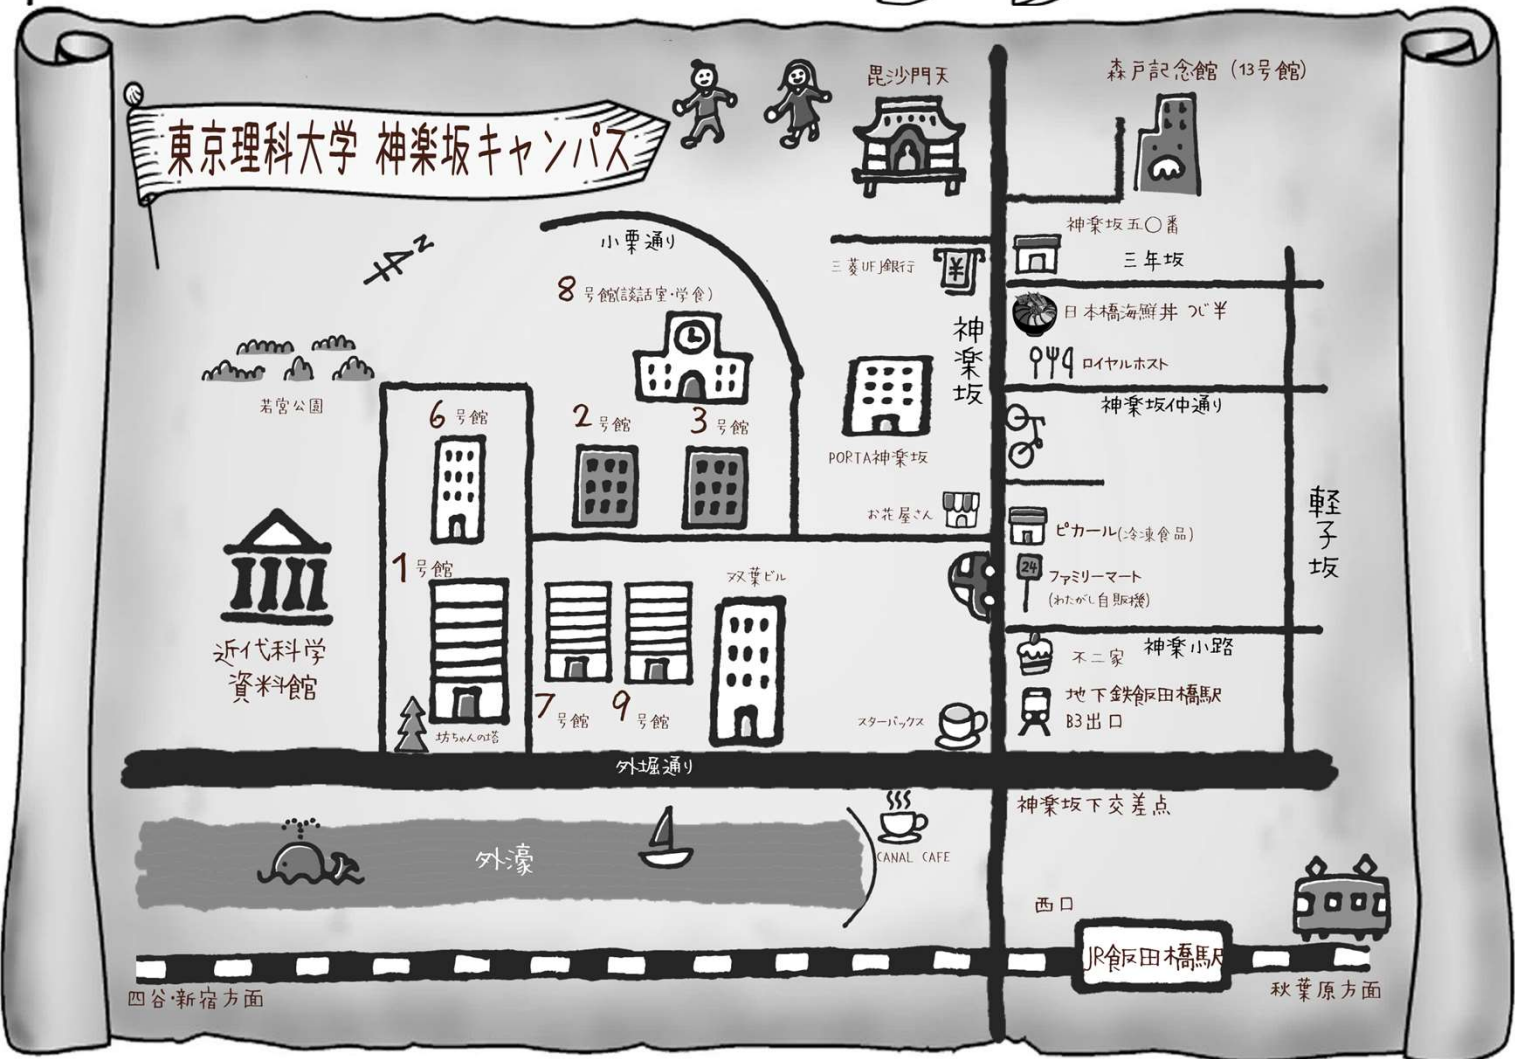 東京理科大学 神楽坂キャンパス
毘沙門天
森戸記念館 (13号館)
神楽坂五〇番
小栗通り
N
三菱UFJ銀行
¥
三年坂
8号館(談話室・学食)
日本橋海鮮丼 つじ半
神楽坂
ロイヤルホスト
若宮公園
6号館
2号館
3号館
神楽坂仲通り
PORTA神楽坂
軽子坂
お花屋さん
ピカール(冷凍食品)
1号館
双葉ビル
24
ファミリーマート
(わたがし自販機)
近代科学
資料館
不二家
神楽小路
7号館
9号館
地下鉄飯田橋駅
B3出口
坊ちゃんの塔
スターバックス
外堀通り
神楽坂下交差点
外濠
CANAL CAFE
西口
JR飯田橋駅
四谷・新宿方面
秋葉原方面